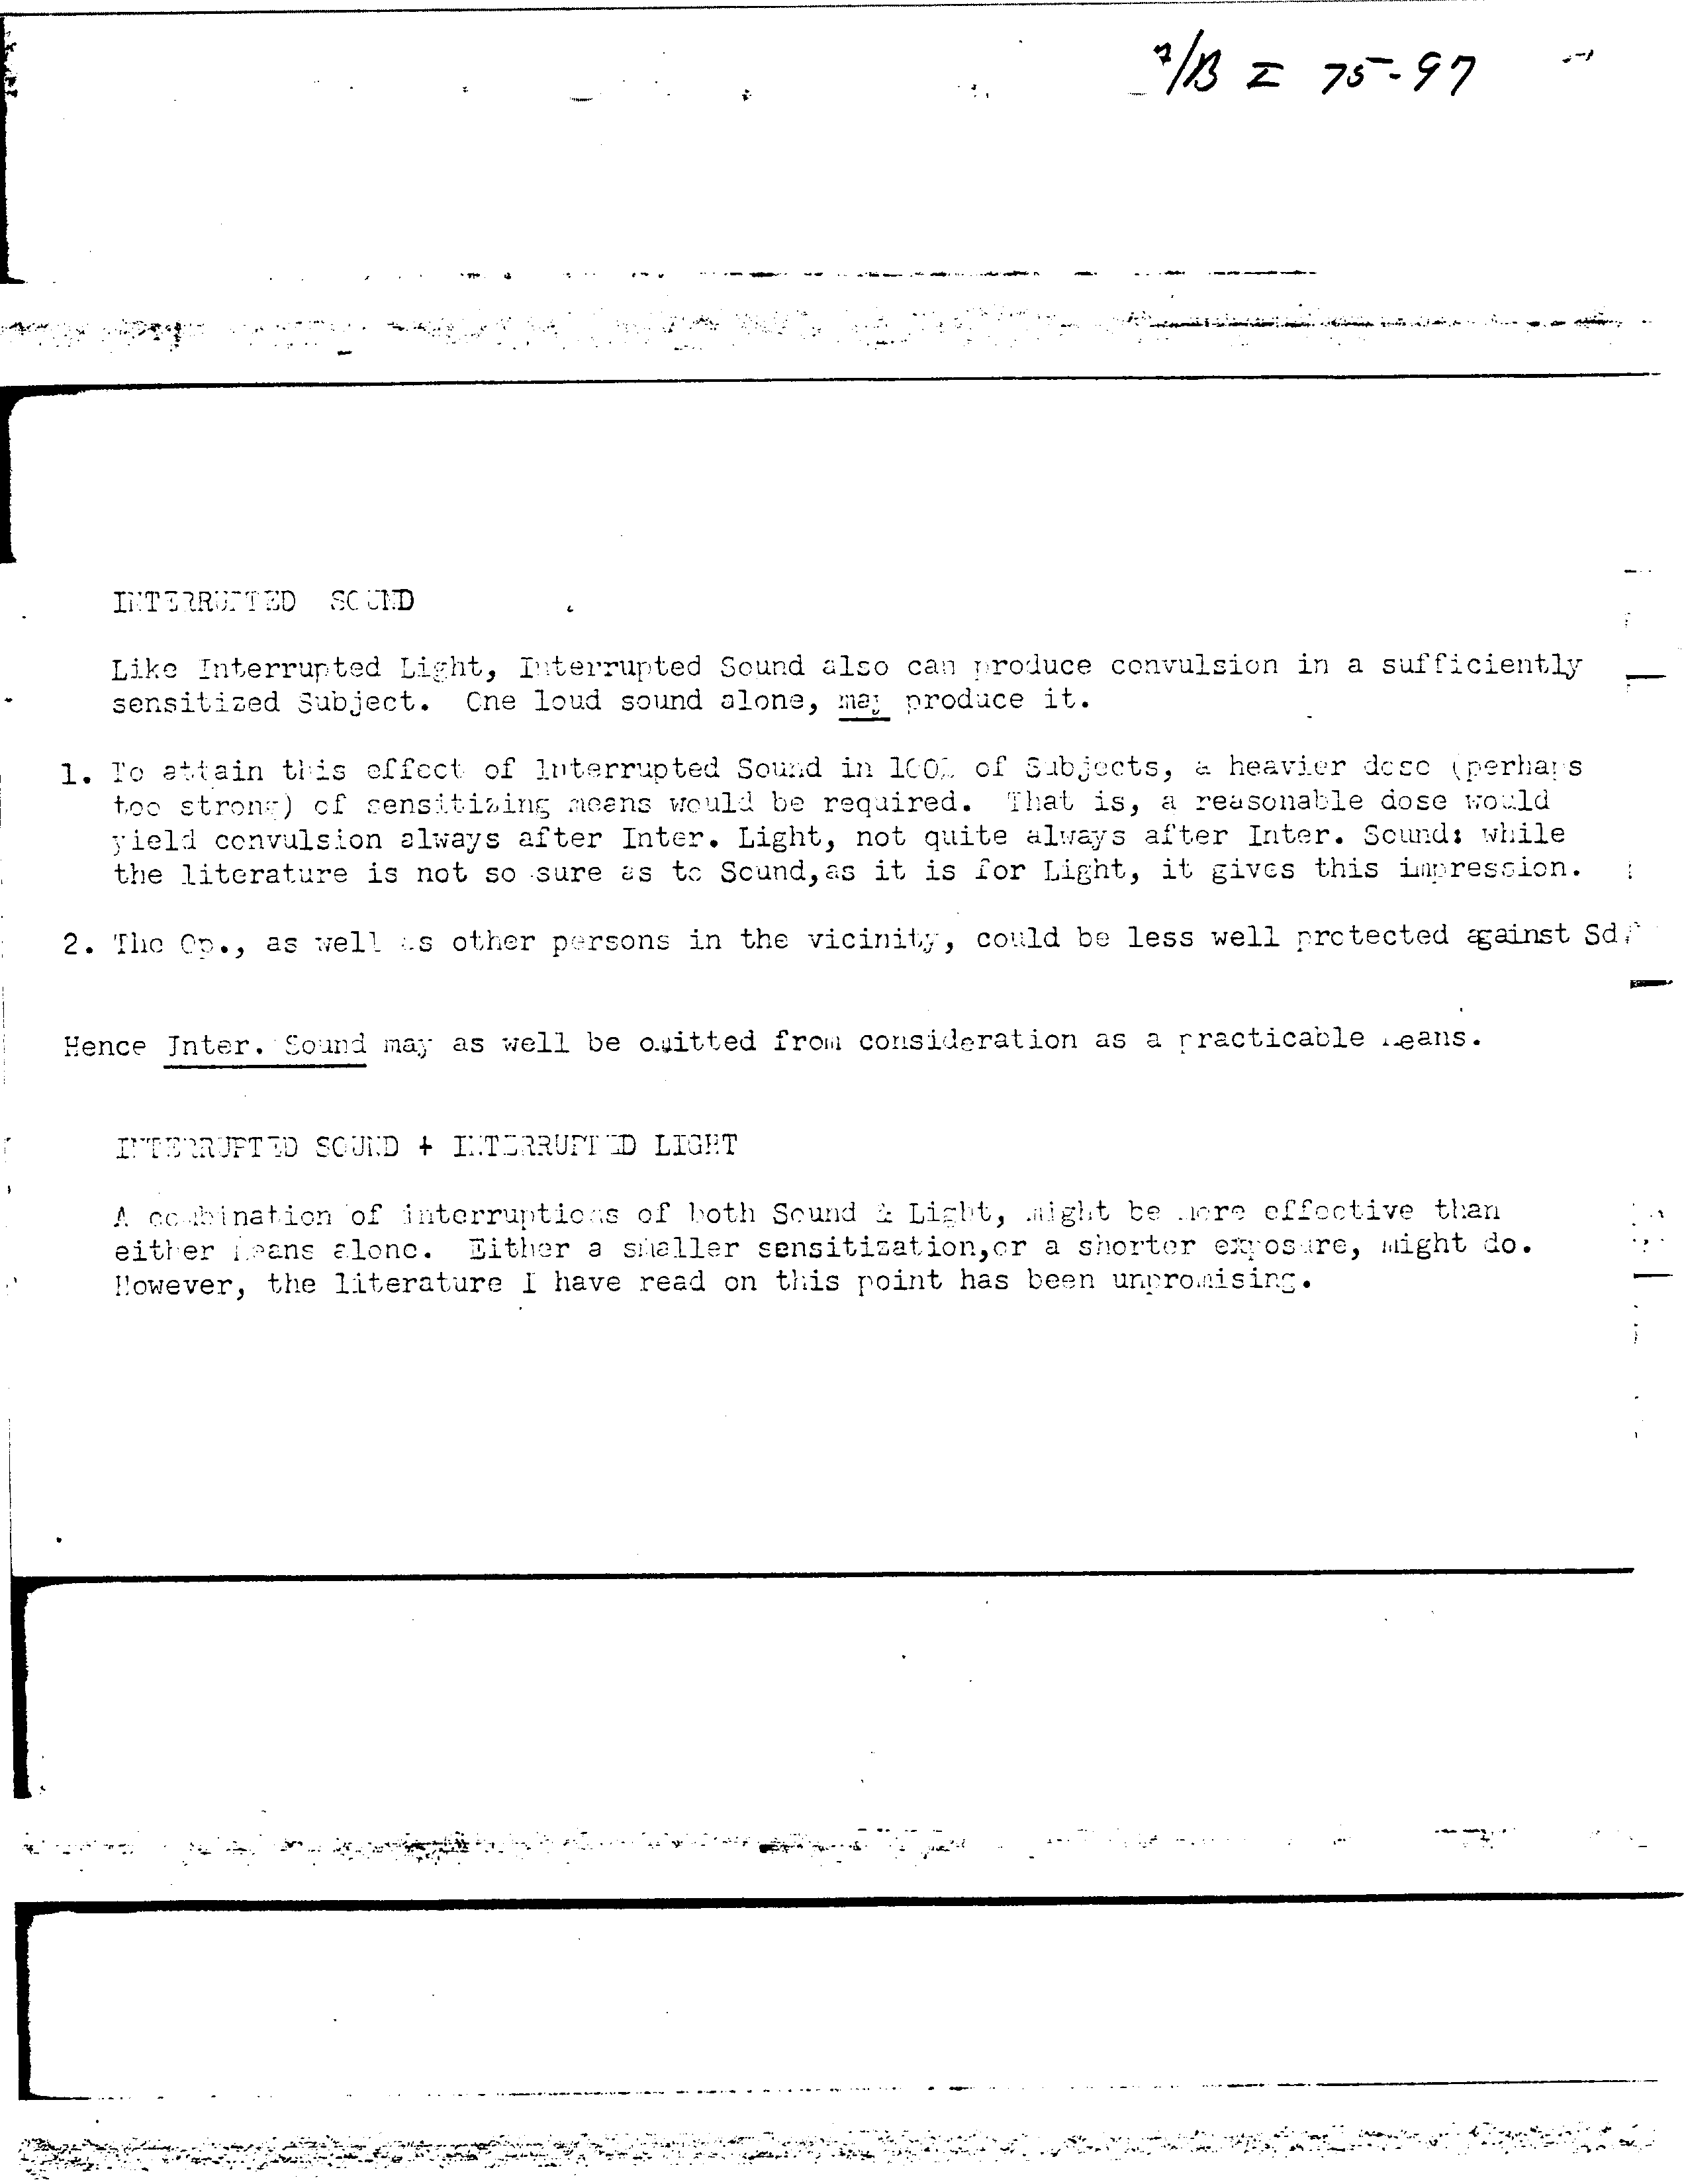 7/B I 75-97
INTERRUPTED SOUND
Like Interrupted Light, Interrupted Sound also can produce convulsion in a sufficiently
sensitized Subject. One loud sound alone, may produce it.
1. To attain this effect of Interrupted Sound in 100% of Subjects, a heavier dose (perhaps
too strong) of sensitizing means would be required. That is, a reasonable dose would
yield convulsion always after Inter. Light, not quite always after Inter. Sound: while
the literature is not so sure as to Sound,as it is for Light, it gives this impression.
2. The Op., as well as other persons in the vicinity, could be less well protected against Sd.
Hence Inter. Sound may as well be omitted from consideration as a practicable means.
INTERRUPTED SOUND + INTERRUPTED LIGHT
A combination of interruptions of both Sound & Light, might be more effective than
either means alone. Either a smaller sensitization,or a shorter exposure, might do.
However, the literature I have read on this point has been unpromising.